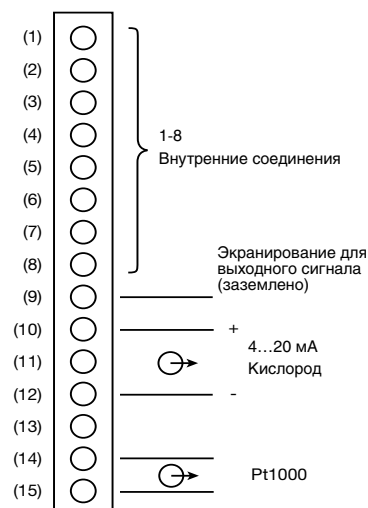 (1)
(2)
(3)
(4)
(5)
(6)
(7)
(8)
(9)
(10)
(11)
(12)
(13)
(14)
(15)
1-8
Внутренние соединения
Экранирование для
выходного сигнала
(заземлено)
+
4...20 мА
Кислород
-
Pt1000